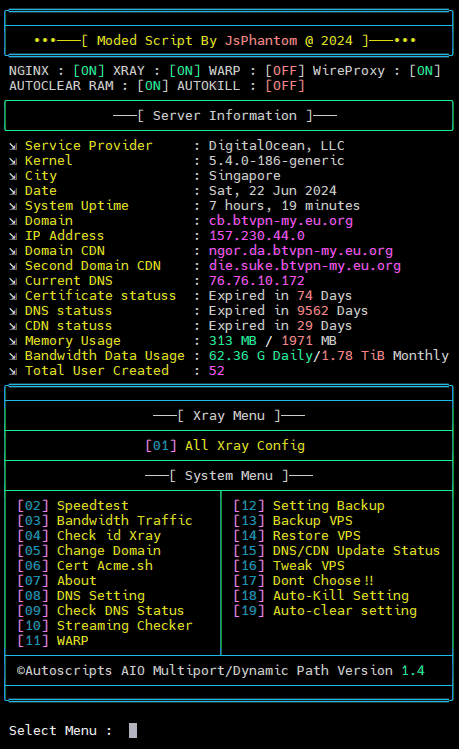 •••───[ Moded Script By JsPhantom @ 2024 ]───•••
NGINX : [ON] XRAY : [ON] WARP : [OFF] WireProxy : [ON]
AUTOCLEAR RAM : [ON] AUTOKILL : [OFF]
───[ Server Information ]───
⇲ Service Provider : DigitalOcean, LLC
⇲ Kernel : 5.4.0-186-generic
⇲ City : Singapore
⇲ Date : Sat, 22 Jun 2024
⇲ System Uptime : 7 hours, 19 minutes
⇲ Domain : cb.btvpn-my.eu.org
⇲ IP Address : 157.230.44.0
⇲ Domain CDN : ngor.da.btvpn-my.eu.org
⇲ Second Domain CDN : die.suke.btvpn-my.eu.org
⇲ Current DNS : 76.76.10.172
⇲ Certificate statuss : Expired in 74 Days
⇲ DNS statuss : Expired in 9562 Days
⇲ CDN statuss : Expired in 29 Days
⇲ Memory Usage : 313 MB / 1971 MB
⇲ Bandwidth Data Usage : 62.36 G Daily/1.78 TiB Monthly
⇲ Total User Created : 52
───[ Xray Menu ]───
[01] All Xray Config
───[ System Menu ]───
[02] Speedtest
[03] Bandwidth Traffic
[04] Check id Xray
[05] Change Domain
[06] Cert Acme.sh
[07] About
[08] DNS Setting
[09] Check DNS Status
[10] Streaming Checker
[11] WARP
[12] Setting Backup
[13] Backup VPS
[14] Restore VPS
[15] DNS/CDN Update Status
[16] Tweak VPS
[17] Dont Choose‼
[18] Auto-Kill Setting
[19] Auto-clear setting
©Autoscripts AIO Multiport/Dynamic Path Version 1.4
Select Menu :